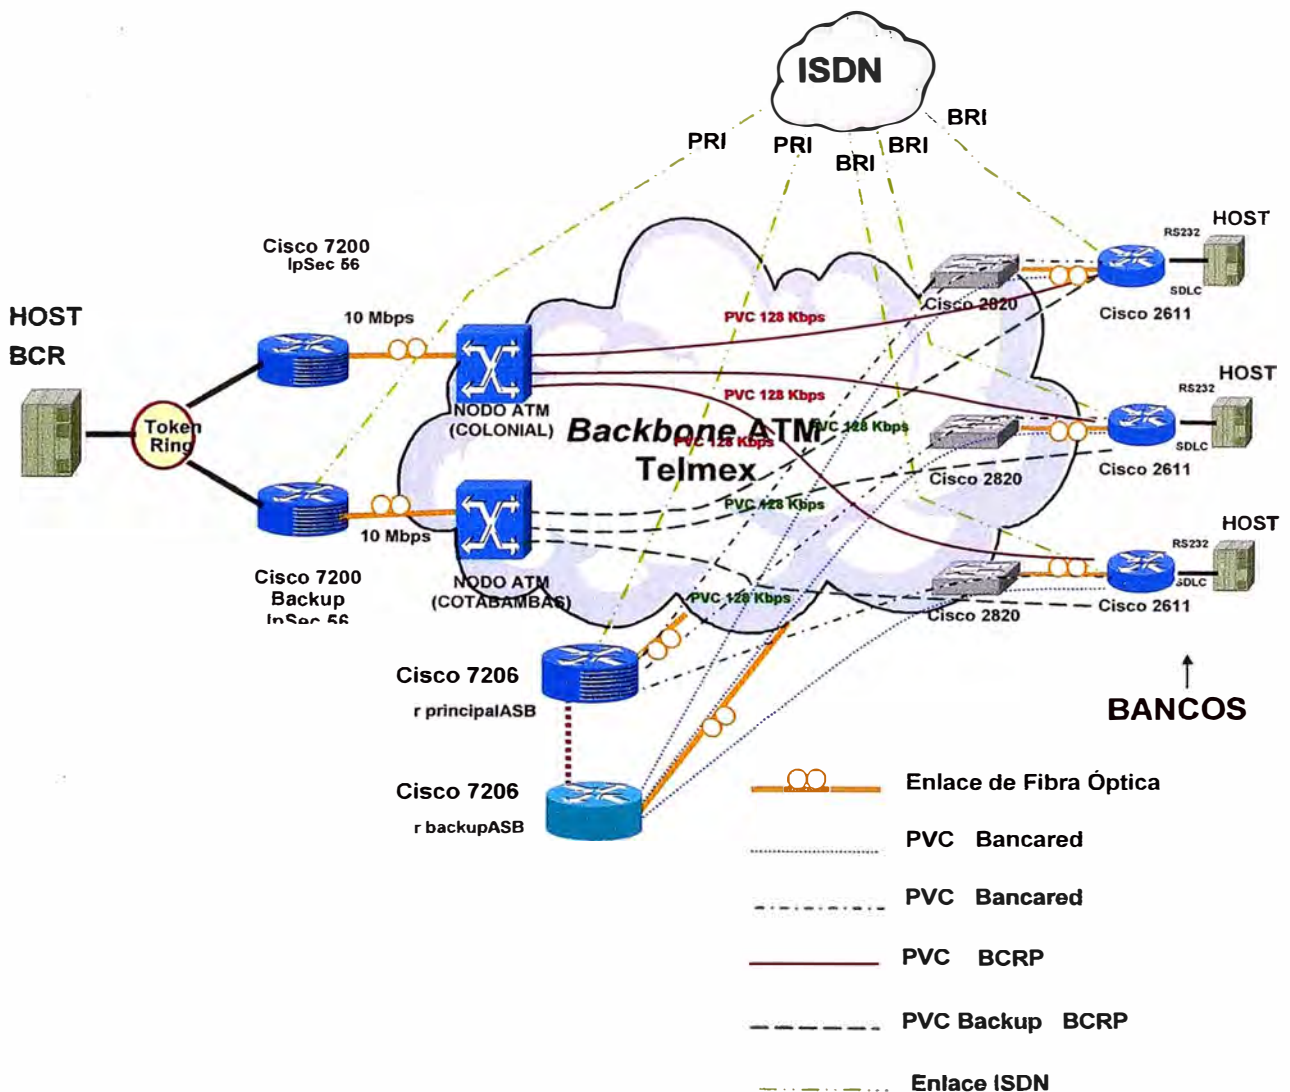 ISDN
PRI
PRI
BRI
BRI
BRI
Cisco 7200
IpSec 56
10 Mbps
HOST
BCR
Token
Ring
NODO ATM
(COLONIAL)
Backbone ATM
Telmex
PVC 128 Kbps
PVC 128 Kbps
PVC 128 Kbps
PVC 128 Kbps
PVC 128 Kbps
PVC 128 Kbps
10 Mbps
NODO ATM
(COTABAMBAS)
Cisco 7200
Backup
IpSec 56
Cisco 2820
Cisco 2611
RS232
SDLC
HOST
Cisco 2820
Cisco 2611
RS232
SDLC
HOST
Cisco 2820
Cisco 2611
RS232
SDLC
HOST
Cisco 7206
r principalASB
Cisco 7206
r backupASB
BANCOS
Enlace de Fibra Óptica
PVC Bancared
PVC Bancared
PVC BCRP
PVC Backup BCRP
Enlace ISDN